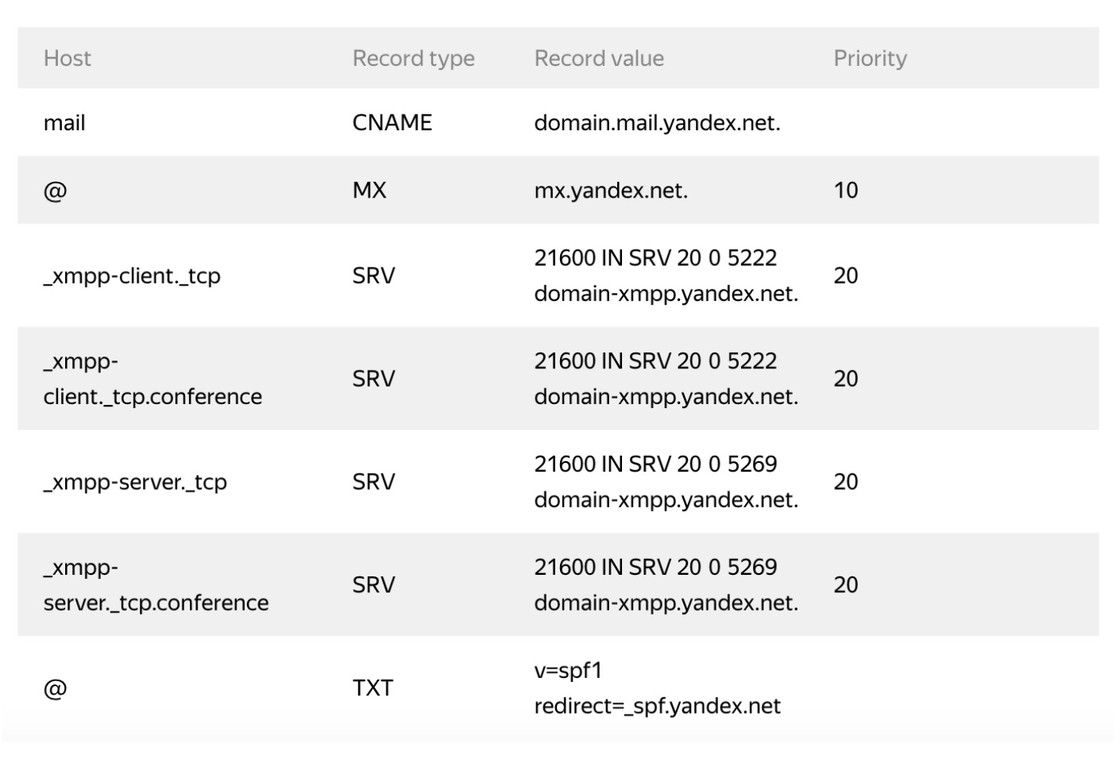 Host Record type Record value Priority
mail CNAME domain.mail.yandex.net.
@ MX mx.yandex.net. 10
_xmpp-client._tcp SRV 21600 IN SRV 20 0 5222
domain-xmpp.yandex.net. 20
_xmpp-
client._tcp.conference SRV 21600 IN SRV 20 0 5222
domain-xmpp.yandex.net. 20
_xmpp-server._tcp SRV 21600 IN SRV 20 0 5269
domain-xmpp.yandex.net. 20
_xmpp-
server._tcp.conference SRV 21600 IN SRV 20 0 5269
domain-xmpp.yandex.net. 20
@ TXT v=spf1
redirect=_spf.yandex.net